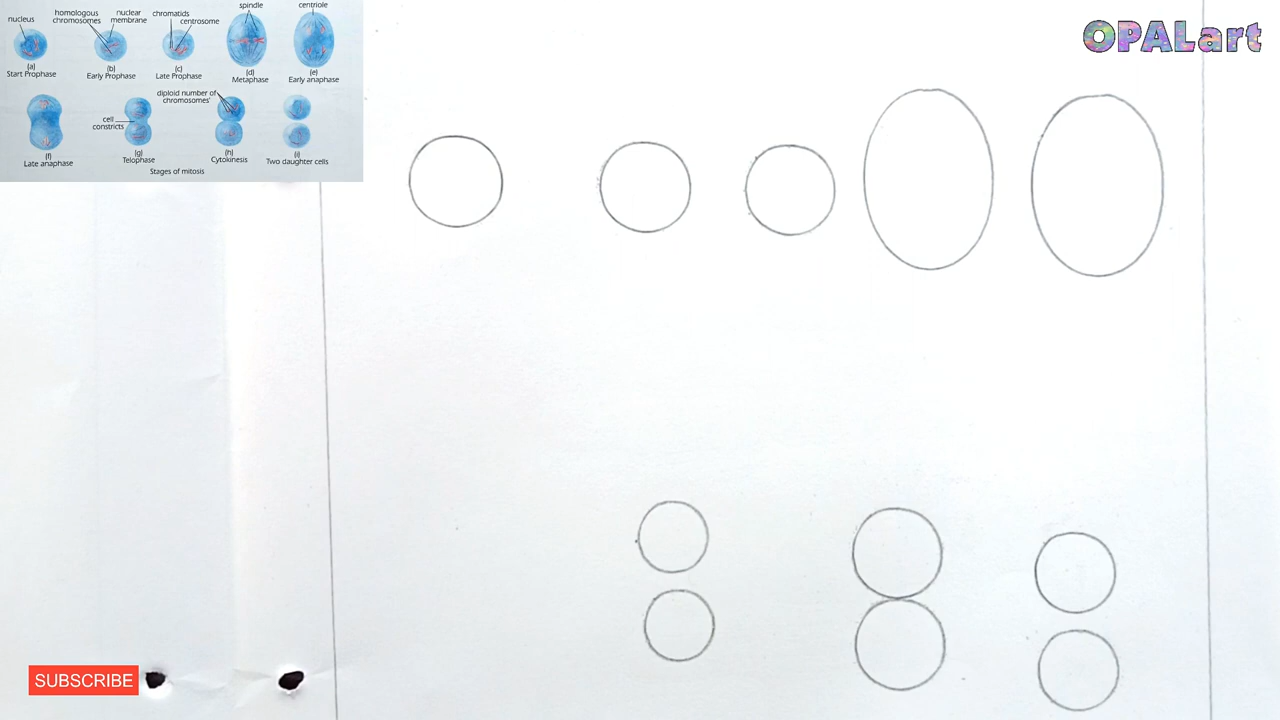 OPALart
nucleus
homologous
chromosomes
nuclear
membrane
chromatids
centrosome
spindle
centriole
(a)
Start Prophase
(b)
Early Prophase
(c)
Late Prophase
(d)
Metaphase
(e)
Early anaphase
cell
constricts
diploid number of
chromosomes'
(f)
Late anaphase
(g)
Telophase
(h)
Cytokinesis
(i)
Two daughter cells
Stages of mitosis
SUBSCRIBE